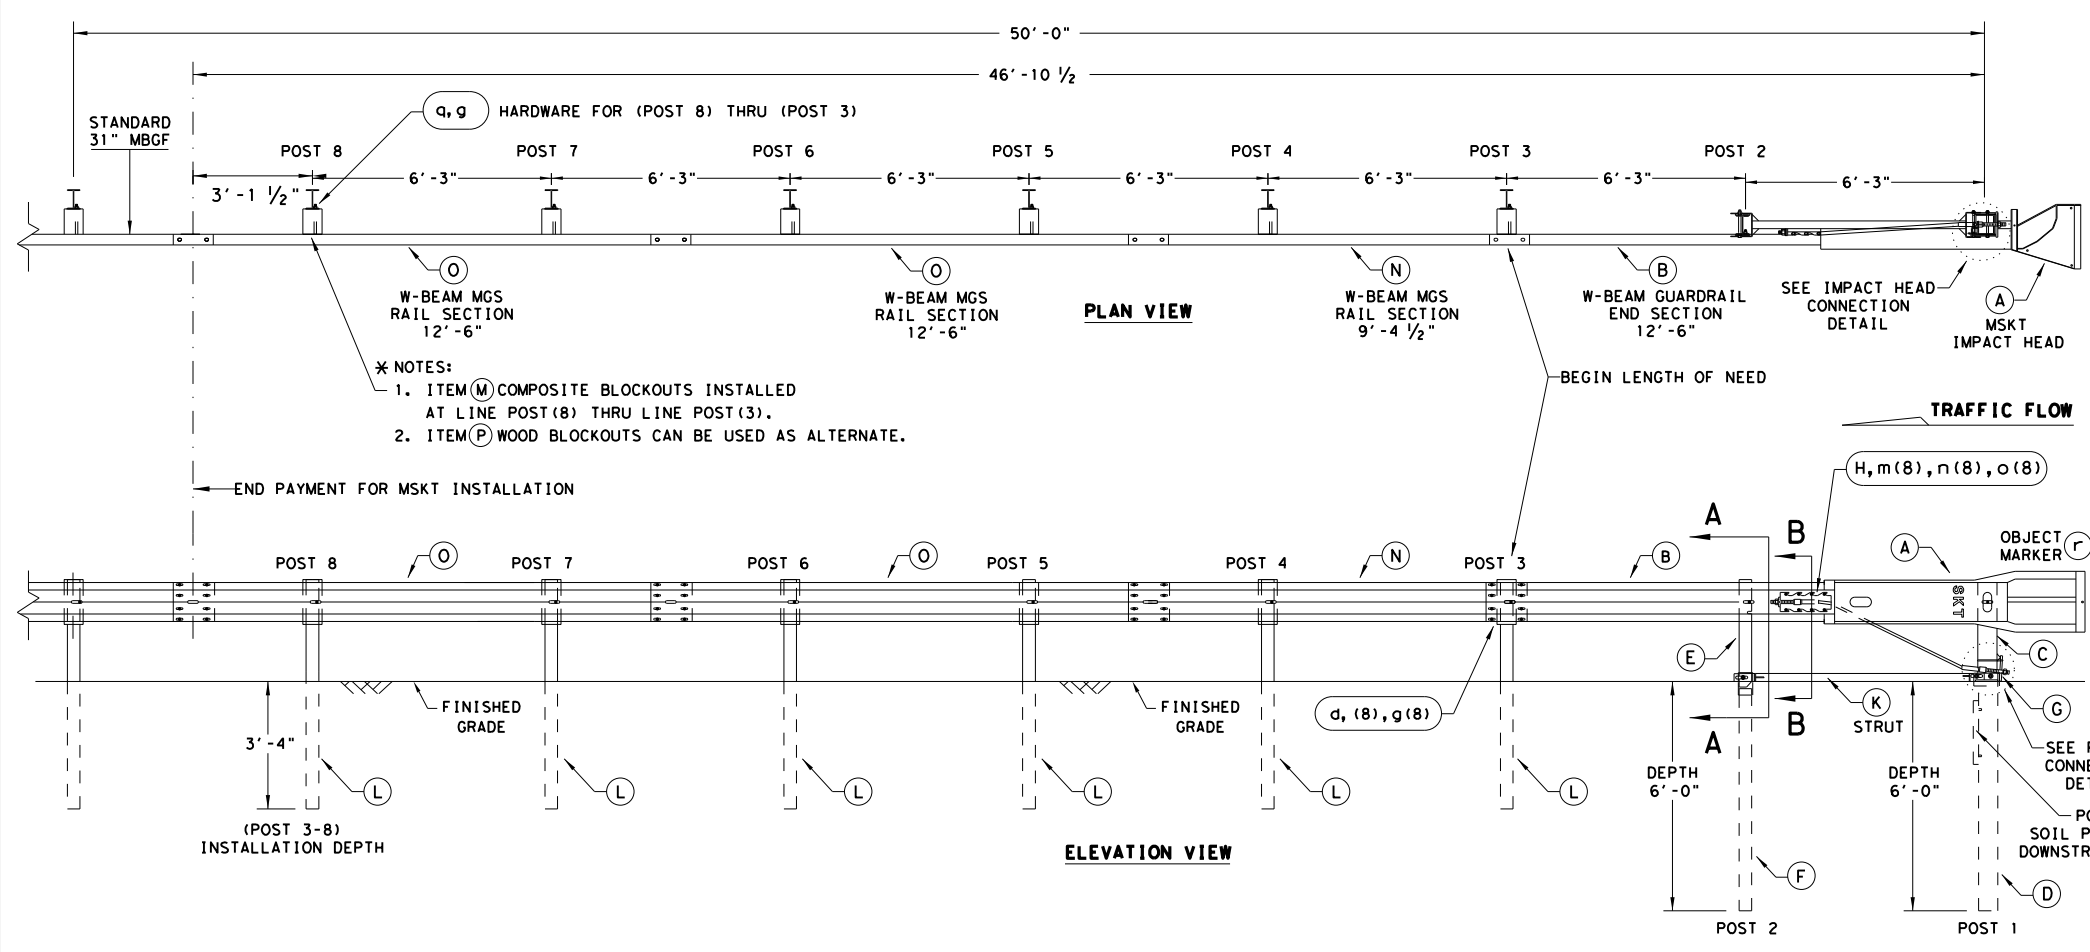 50'-0"
46'-10 ½
STANDARD
31" MBGF
q,g
HARDWARE FOR (POST 8) THRU (POST 3)
POST 8
POST 7
POST 6
POST 5
POST 4
POST 3
POST 2
3'-1 ½"
6'-3"
6'-3"
6'-3"
6'-3"
6'-3"
6'-3"
6'-3"
O
W-BEAM MGS
RAIL SECTION
12'-6"
O
W-BEAM MGS
RAIL SECTION
12'-6"
PLAN VIEW
N
W-BEAM MGS
RAIL SECTION
9'-4 ½"
B
W-BEAM GUARDRAIL
END SECTION
12'-6"
SEE IMPACT HEAD
CONNECTION
DETAIL
A
MSKT
IMPACT HEAD
* NOTES:
1. ITEM M COMPOSITE BLOCKOUTS INSTALLED
AT LINE POST(8) THRU LINE POST(3).
2. ITEM P WOOD BLOCKOUTS CAN BE USED AS ALTERNATE.
BEGIN LENGTH OF NEED
TRAFFIC FLOW
END PAYMENT FOR MSKT INSTALLATION
H,m(8),n(8),o(8)
POST 8
O
POST 7
POST 6
O
POST 5
POST 4
N
POST 3
B
A
B
A
OBJECT
MARKER r
SKT
E
C
FINISHED
GRADE
FINISHED
GRADE
d, (8),g(8)
A
B
K
STRUT
G
3'-4"
L
L
L
L
L
L
DEPTH
6'-0"
DEPTH
6'-0"
SEE
CONNE
DE
SOIL P
DOWNSTR
(POST 3-8)
INSTALLATION DEPTH
ELEVATION VIEW
F
D
POST 2
POST 1